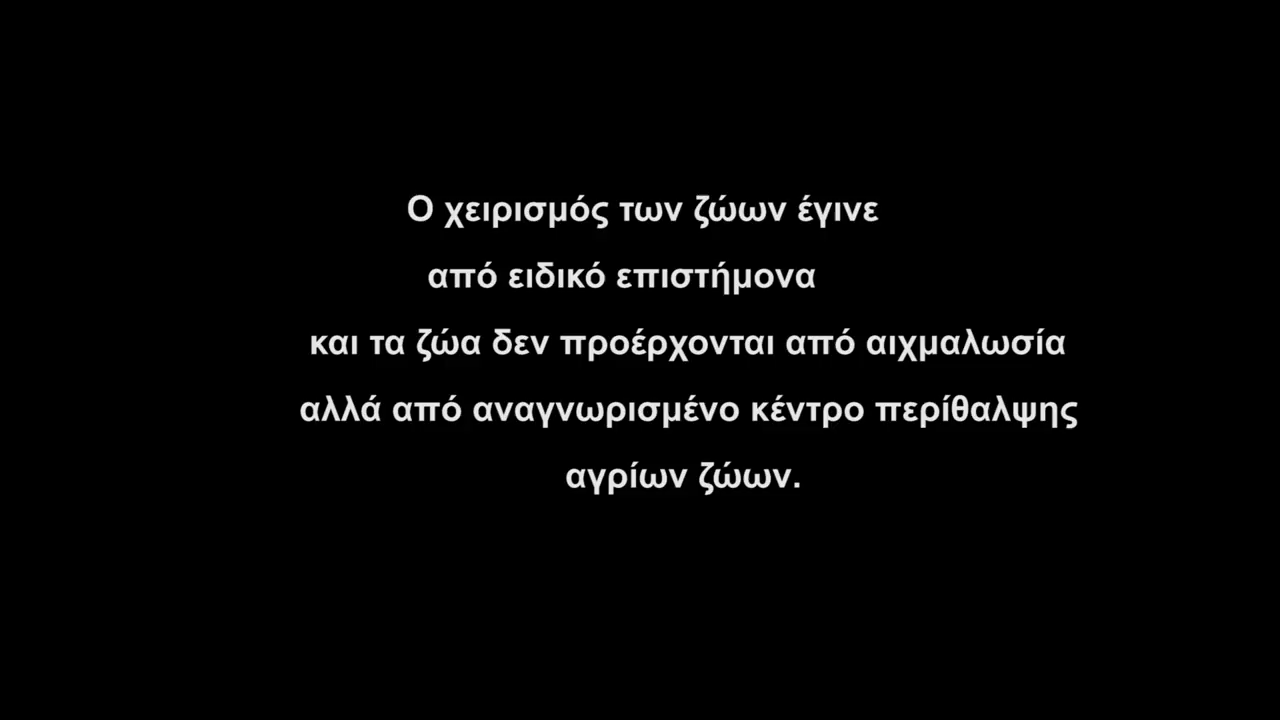 Ο χειρισμός των ζώων έγινε
από ειδικό επιστήμονα
και τα ζώα δεν προέρχονται από αιχμαλωσία
αλλά από αναγνωρισμένο κέντρο περίθαλψης
αγρίων ζώων.